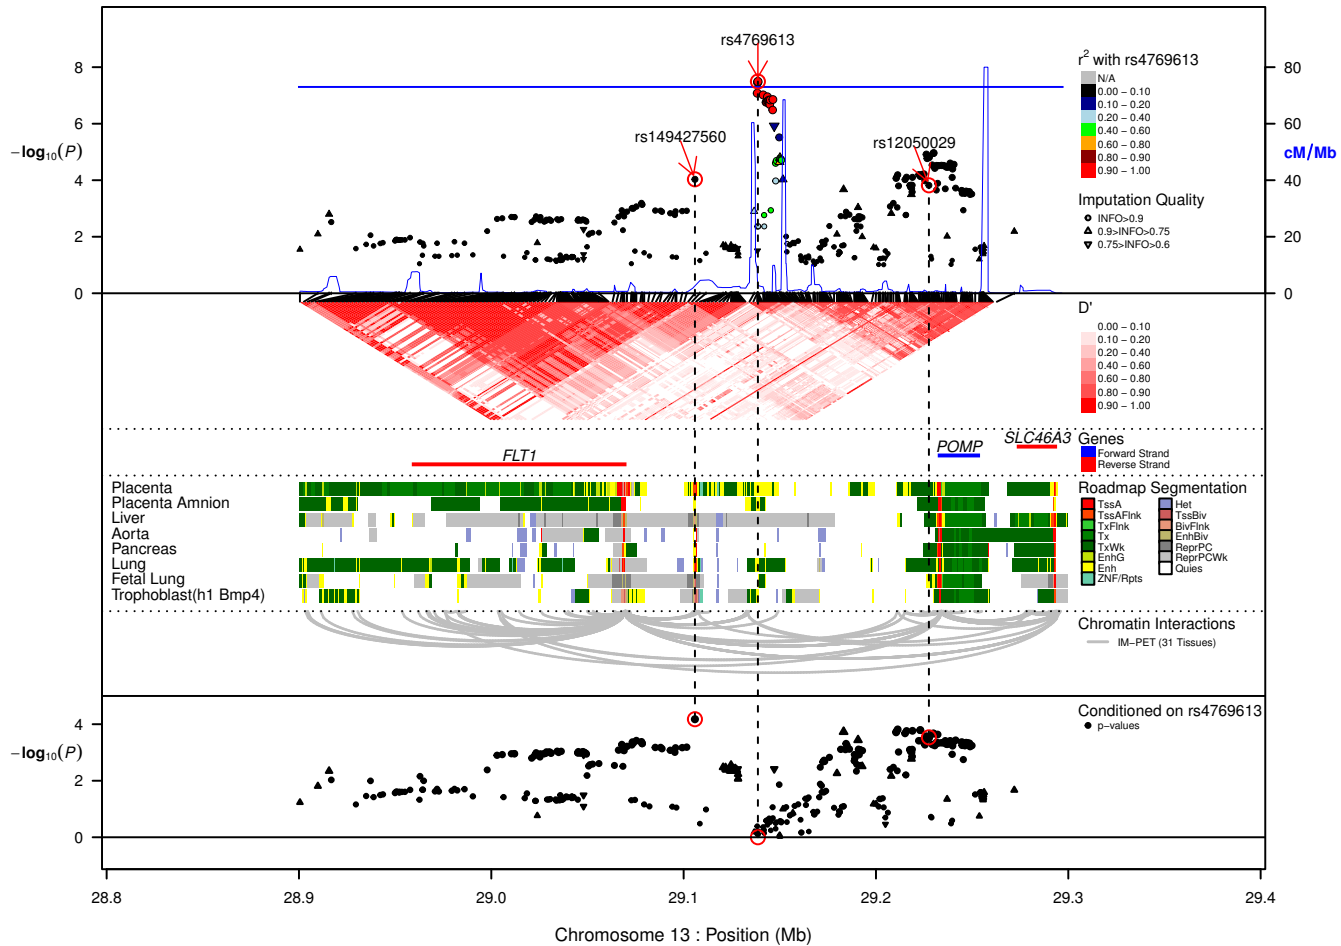 rs4769613
rs149427560
rs12050029
8
6
4
2
0
−log10(P)
80
60
40
20
0
cM/Mb
r2 with rs4769613
N/A
0.00 − 0.10
0.10 − 0.20
0.20 − 0.40
0.40 − 0.60
0.60 − 0.80
0.80 − 0.90
0.90 − 1.00
Imputation Quality
INFO>0.9
0.9>INFO>0.75
0.75>INFO>0.6
D'
0.00 − 0.10
0.10 − 0.20
0.20 − 0.40
0.40 − 0.60
0.60 − 0.80
0.80 − 0.90
0.90 − 1.00
FLT1
POMP
SLC46A3
Genes
Forward Strand
Reverse Strand
Placenta
Placenta Amnion
Liver
Aorta
Pancreas
Lung
Fetal Lung
Trophoblast(h1 Bmp4)
Roadmap Segmentation
TssA
TssAFlnk
TxFlnk
Tx
TxWk
EnhG
Enh
ZNF/Rpts
Het
TssBiv
BivFlnk
EnhBiv
ReprPC
ReprPCWk
Quies
Chromatin Interactions
IM−PET (31 Tissues)
Conditioned on rs4769613
p−values
4
2
0
−log10(P)
28.8
28.9
29.0
29.1
29.2
29.3
29.4
Chromosome 13 : Position (Mb)